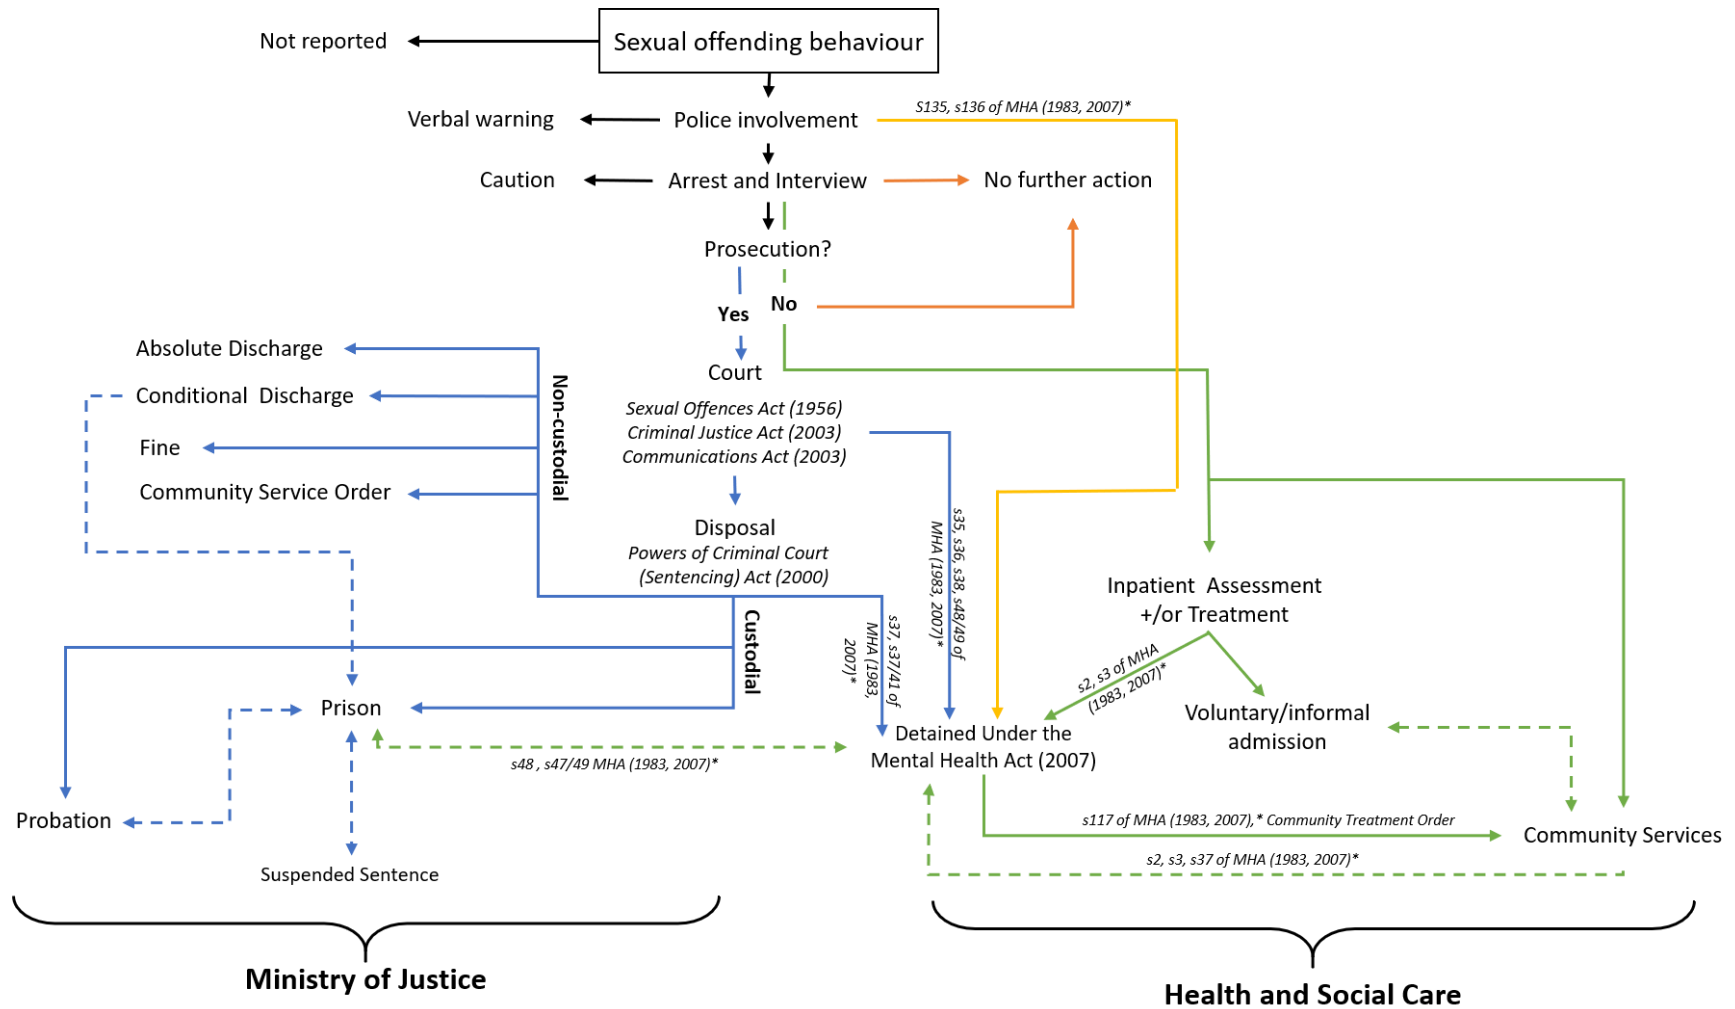 Sexual offending behaviour
Not reported
S135, s136 of MHA (1983, 2007)*
Verbal warning
Police involvement
Caution
Arrest and Interview
No further action
Prosecution?
Yes
No
Absolute Discharge
Court
Conditional Discharge
Non-custodial
Sexual Offences Act (1956)
Criminal Justice Act (2003)
Communications Act (2003)
Fine
Community Service Order
Disposal
Powers of Criminal Court
(Sentencing) Act (2000)
s35, s36, s38, s48/49 of
MHA (1983, 2007)*
Inpatient Assessment
+/or Treatment
Custodial
s37, s37/41 of
MHA (1983,
2007)*
s2, s3 of MHA
(1983, 2007)*
Prison
Voluntary/informal
admission
Detained Under the
Mental Health Act (2007)
s48 , s47/49 MHA (1983, 2007)*
Probation
s117 of MHA (1983, 2007),* Community Treatment Order
Community Services
s2, s3, s37 of MHA (1983, 2007)*
Suspended Sentence
Ministry of Justice
Health and Social Care